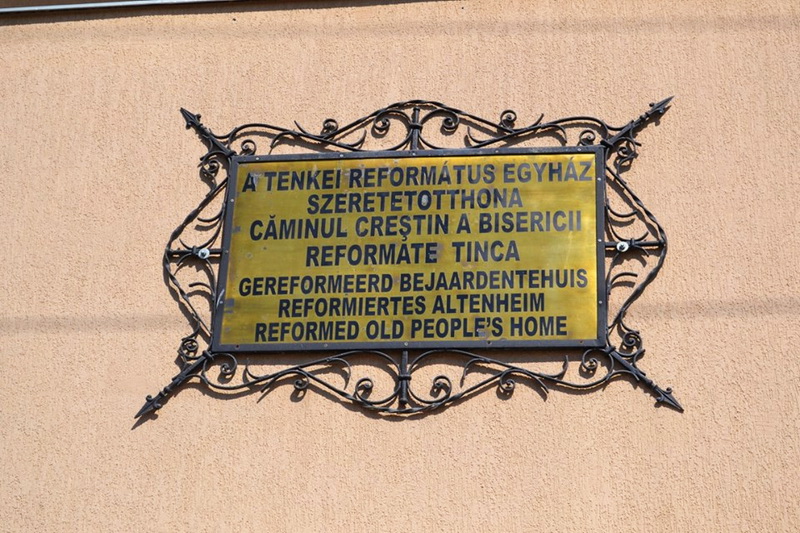 A TENKEI REFORMÁTUS EGYHÁZ
SZERETETOTTHONA
CĂMINUL CREŞTIN A BISERICII
REFORMATE TINCA
GEREFORMEERD BEJAARDENTEHUIS
REFORMIERTES ALTENHEIM
REFORMED OLD PEOPLE'S HOME